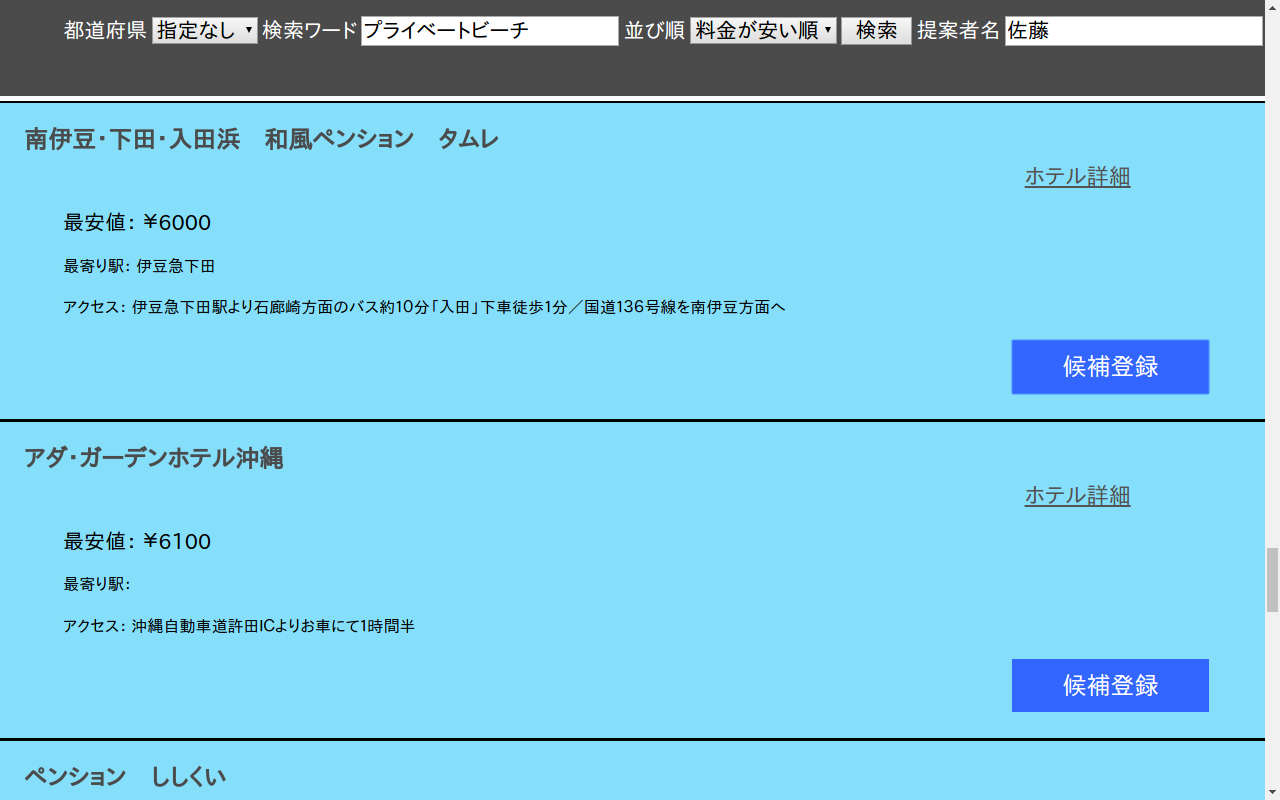 都道府県 指定なし 検索ワード プライベートビーチ 並び順 料金が安い順 検索 提案者名 佐藤
南伊豆・下田・入田浜　和風ペンション　タムレ
ホテル詳細
最安値： ￥6000
最寄り駅： 伊豆急下田
アクセス： 伊豆急下田駅より石廊崎方面のバス約10分「入田」下車徒歩1分／国道136号線を南伊豆方面へ
候補登録
アダ・ガーデンホテル沖縄
ホテル詳細
最安値： ￥6100
最寄り駅：
アクセス： 沖縄自動車道許田ICよりお車にて1時間半
候補登録
ペンション　ししくい